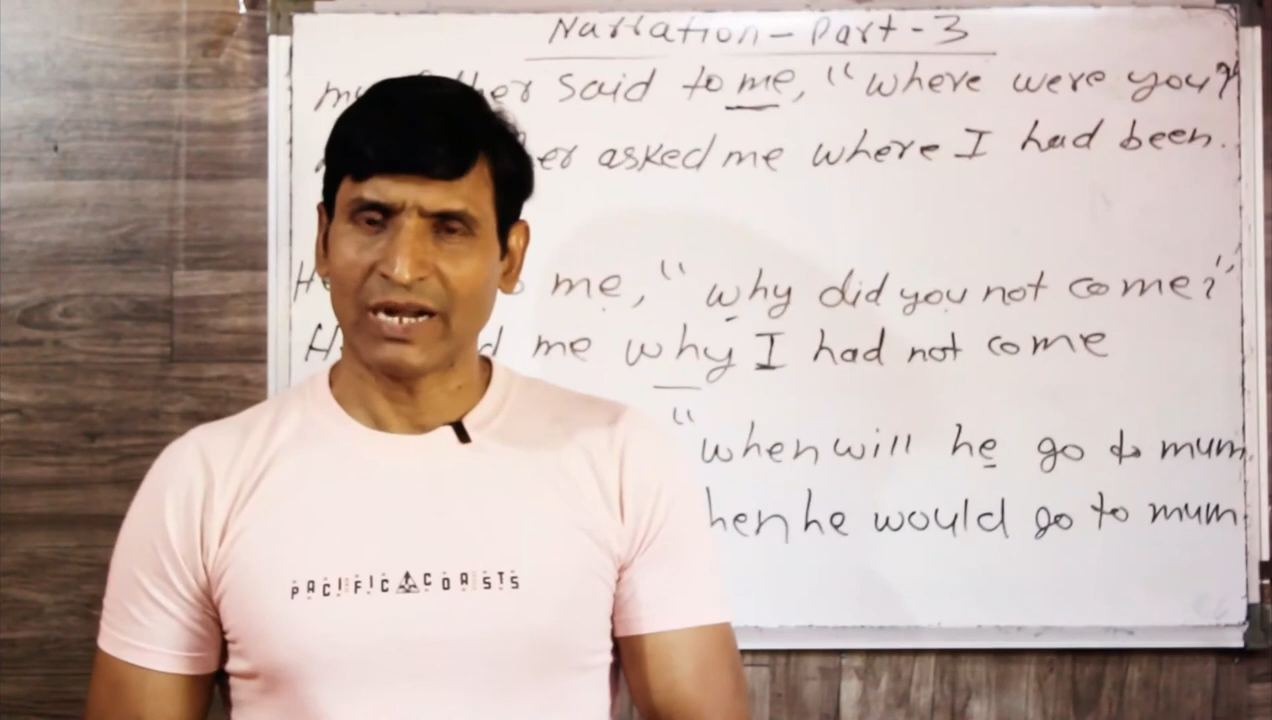 Narration - Part - 3
said to me, "where were you?"
asked me where I had been.
me, "why did you not come?"
me why I had not come
"when will he go to mum
he would go to mum
PACIFIC COASTS